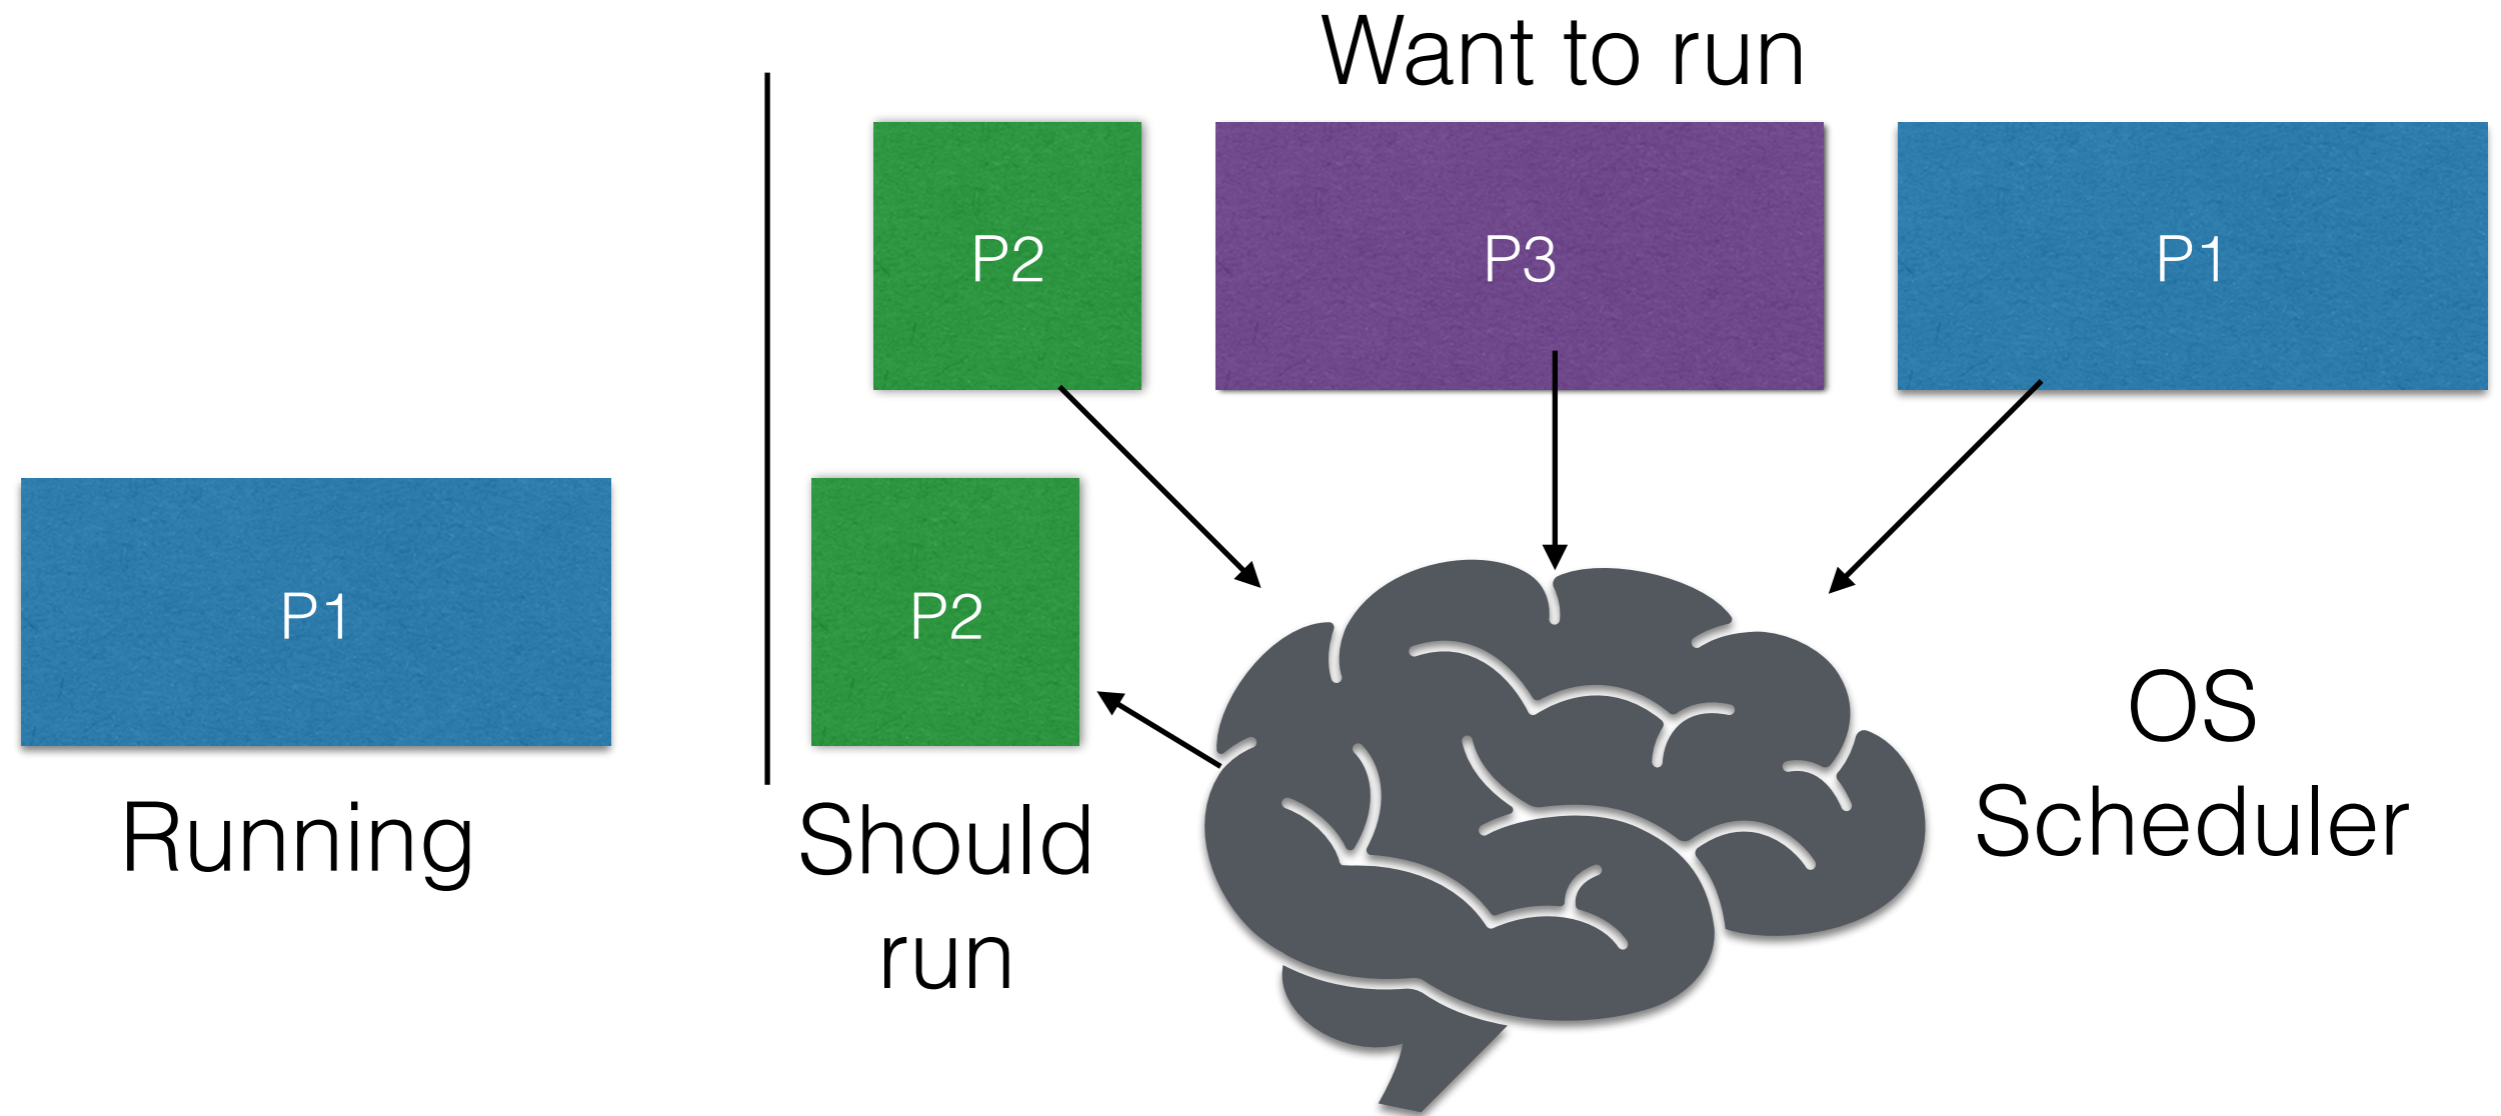 Want to run
P2
P3
P1
P1
P2
Running
Should
run
OS
Scheduler